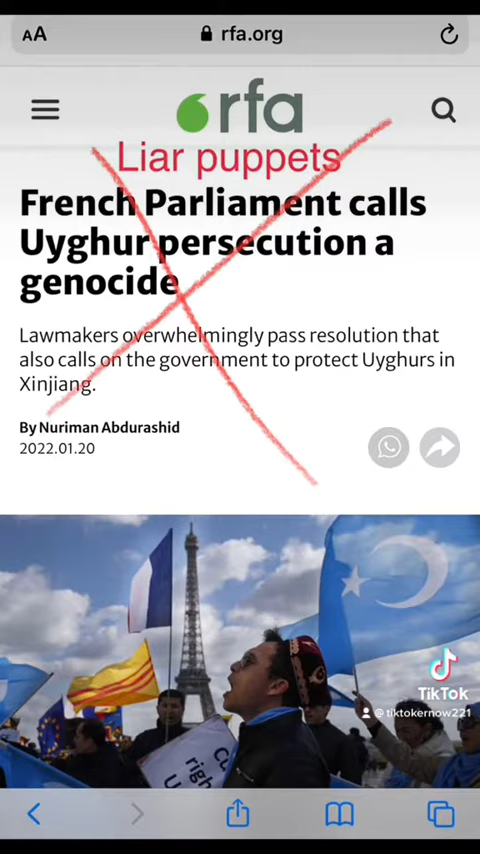 AA
rfa.org
rfa
Liar puppets
French Parliament calls
Uyghur persecution a
genocide
Lawmakers overwhelmingly pass resolution that
also calls on the government to protect Uyghurs in
Xinjiang.
By Nuriman Abdurashid
2022.01.20
TikTok
@tiktokernow221